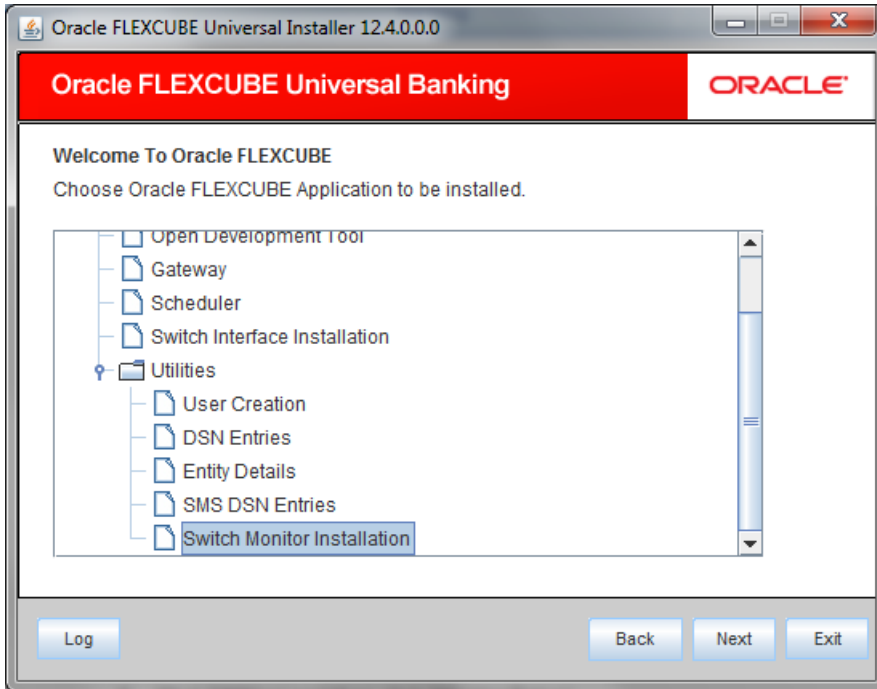 Oracle FLEXCUBE Universal Installer 12.4.0.0.0
Oracle FLEXCUBE Universal Banking
ORACLE
Welcome To Oracle FLEXCUBE
Choose Oracle FLEXCUBE Application to be installed.
Open Development Tool
Gateway
Scheduler
Switch Interface Installation
Utilities
User Creation
DSN Entries
Entity Details
SMS DSN Entries
Switch Monitor Installation
Log Back Next Exit